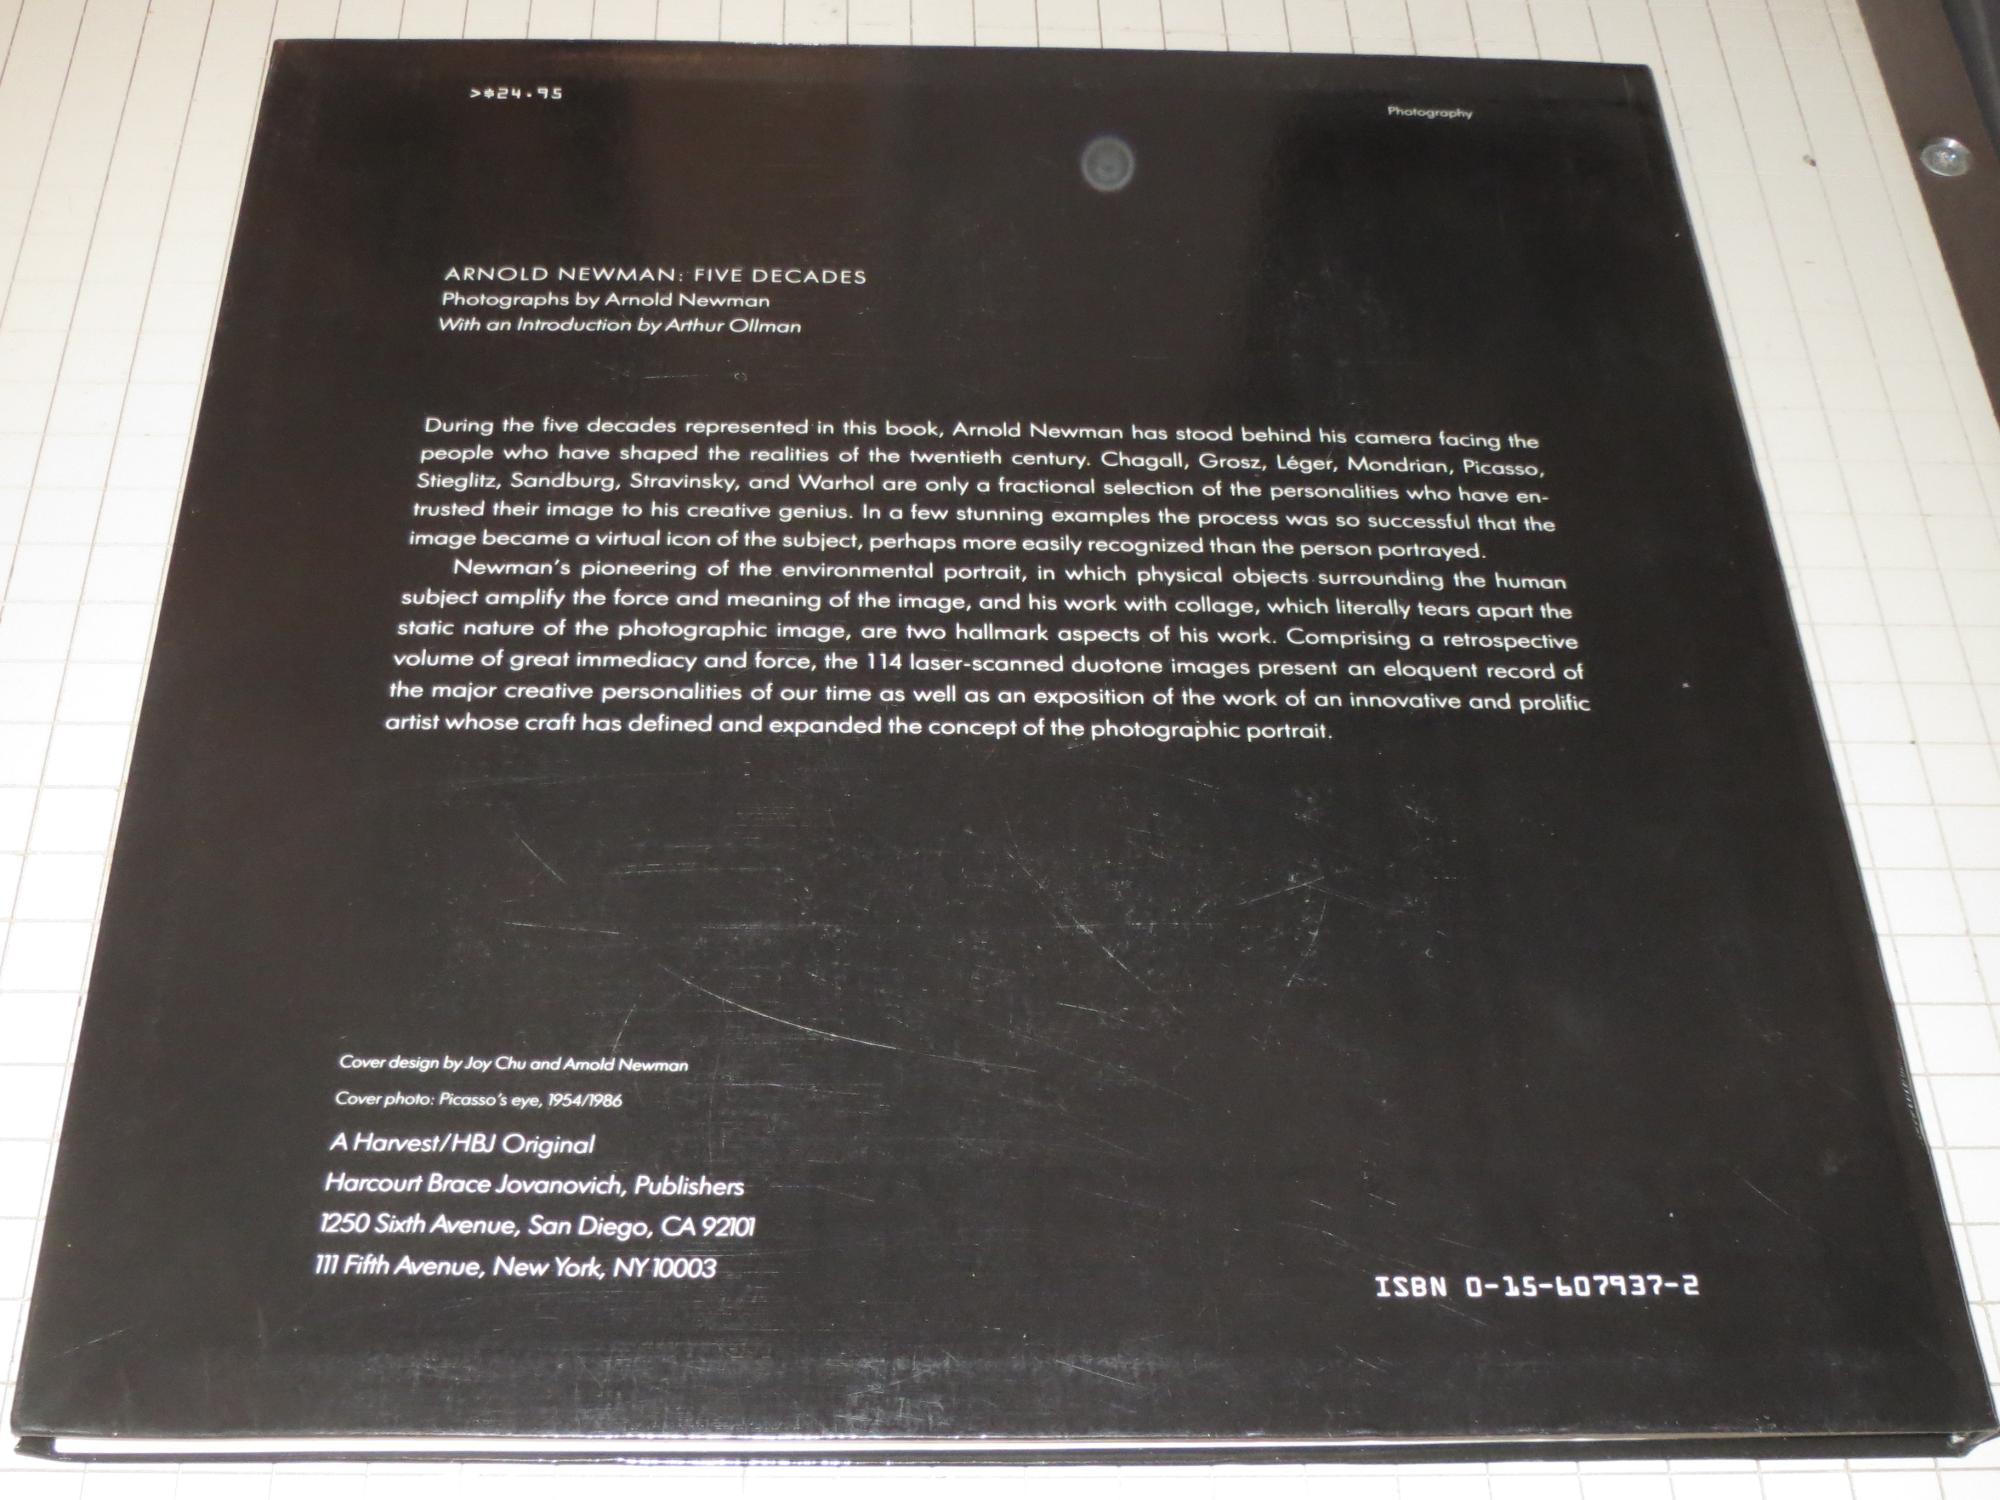 >$24.95
Photography
ARNOLD NEWMAN: FIVE DECADES
Photographs by Arnold Newman
With an Introduction by Arthur Ollman
During the five decades represented in this book, Arnold Newman has stood behind his camera facing the
people who have shaped the realities of the twentieth century. Chagall, Grosz, Léger, Mondrian, Picasso,
Stieglitz, Sandburg, Stravinsky, and Warhol are only a fractional selection of the personalities who have en-
trusted their image to his creative genius. In a few stunning examples the process was so successful that the
image became a virtual icon of the subject, perhaps more easily recognized than the person portrayed.
Newman's pioneering of the environmental portrait, in which physical objects surrounding the human
subject amplify the force and meaning of the image, and his work with collage, which literally tears apart the
static nature of the photographic image, are two hallmark aspects of his work. Comprising a retrospective
volume of great immediacy and force, the 114 laser-scanned duotone images present an eloquent record of
the major creative personalities of our time as well as an exposition of the work of an innovative and prolific
artist whose craft has defined and expanded the concept of the photographic portrait.
Cover design by Joy Chu and Arnold Newman
Cover photo: Picasso's eye, 1954/1986
A Harvest/HBJ Original
Harcourt Brace Jovanovich, Publishers
1250 Sixth Avenue, San Diego, CA 92101
111 Fifth Avenue, New York, NY 10003
ISBN 0-15-607937-2